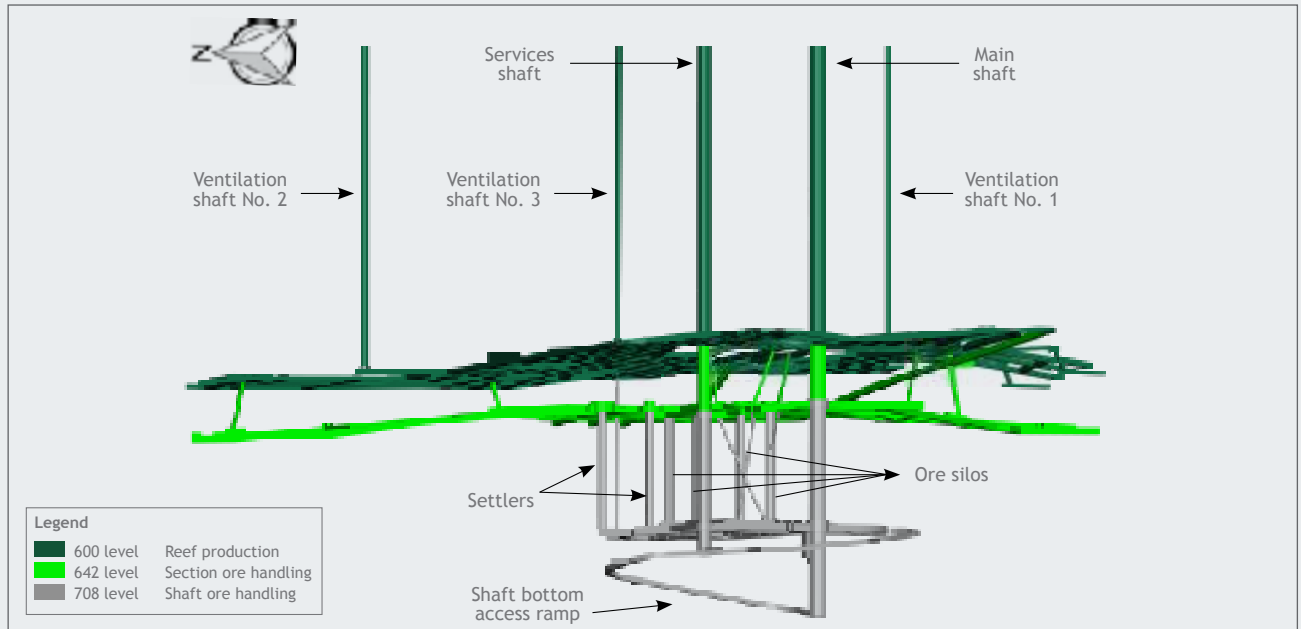 Z
Services
shaft
Main
shaft
Ventilation
shaft No. 2
Ventilation
shaft No. 3
Ventilation
shaft No. 1
Settlers
Ore silos
Shaft bottom
access ramp
Legend
600 level Reef production
642 level Section ore handling
708 level Shaft ore handling